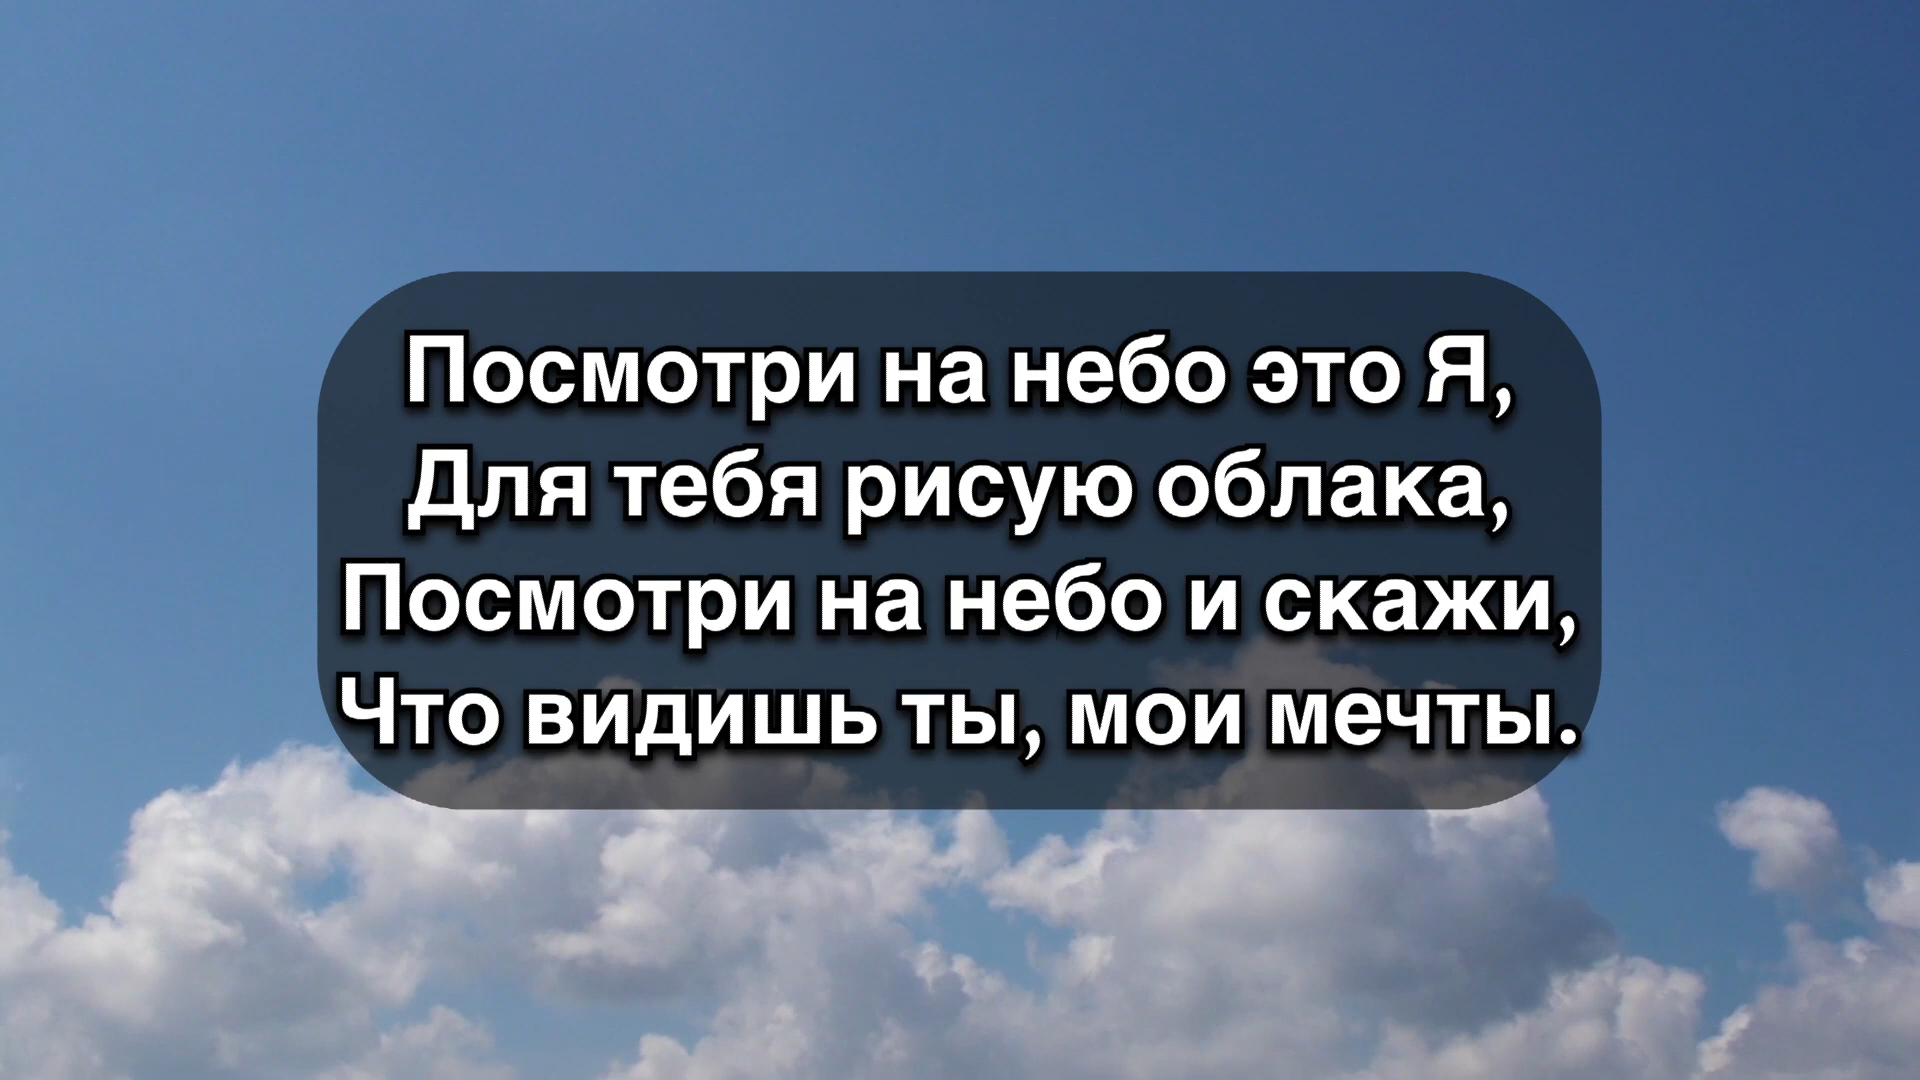 Посмотри на небо это Я,
Для тебя рисую облака,
Посмотри на небо и скажи,
Что видишь ты, мои мечты.